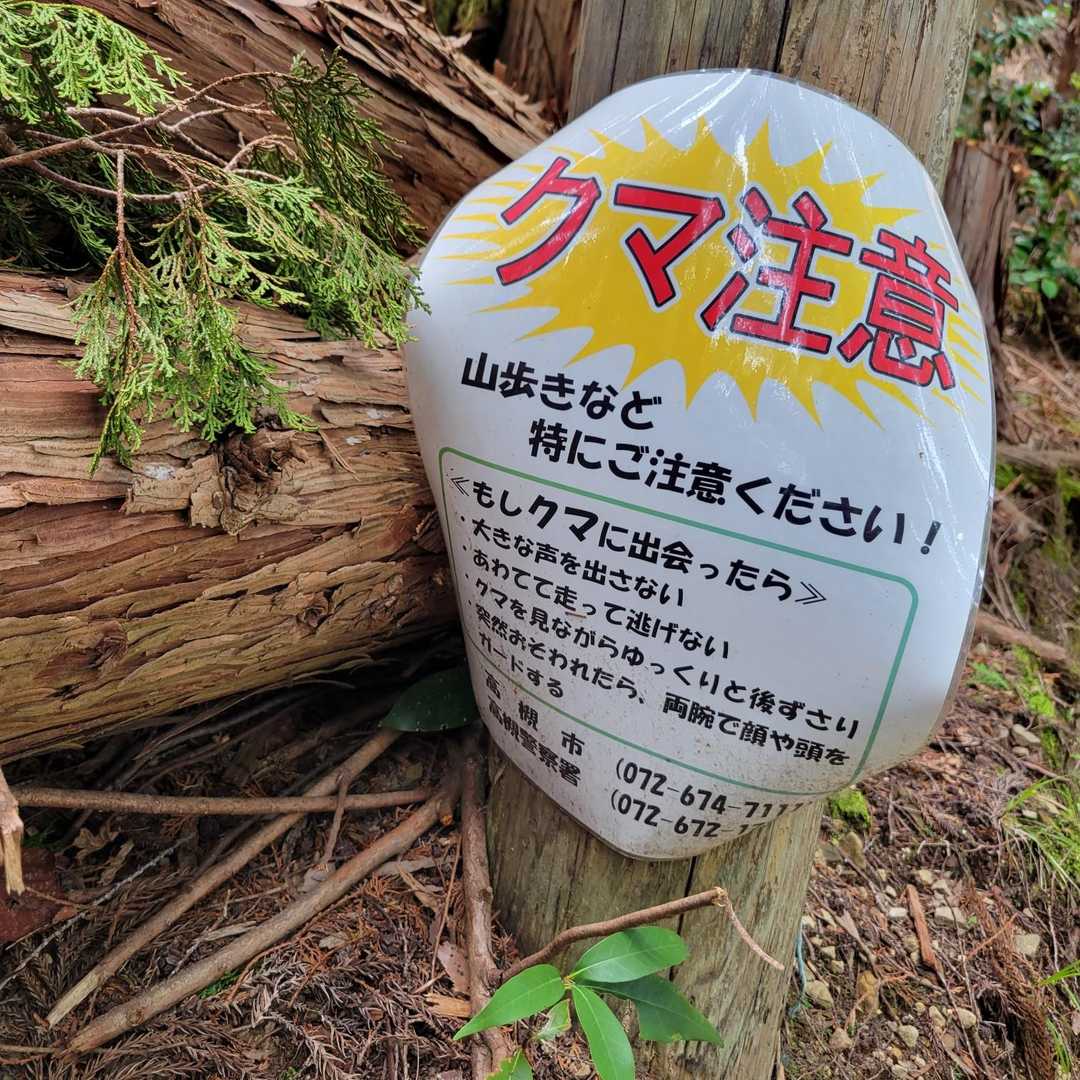 クマ注意
山歩きなど
特にご注意ください!
≪もしクマに出会ったら≫
・大きな声を出さない
・あわてて走って逃げない
・クマを見ながらゆっくりと後ずさり
・突然おそわれたら、両腕で顔や頭を
ガードする
高槻市 (072-674-7111
高槻警察署 (072-672-